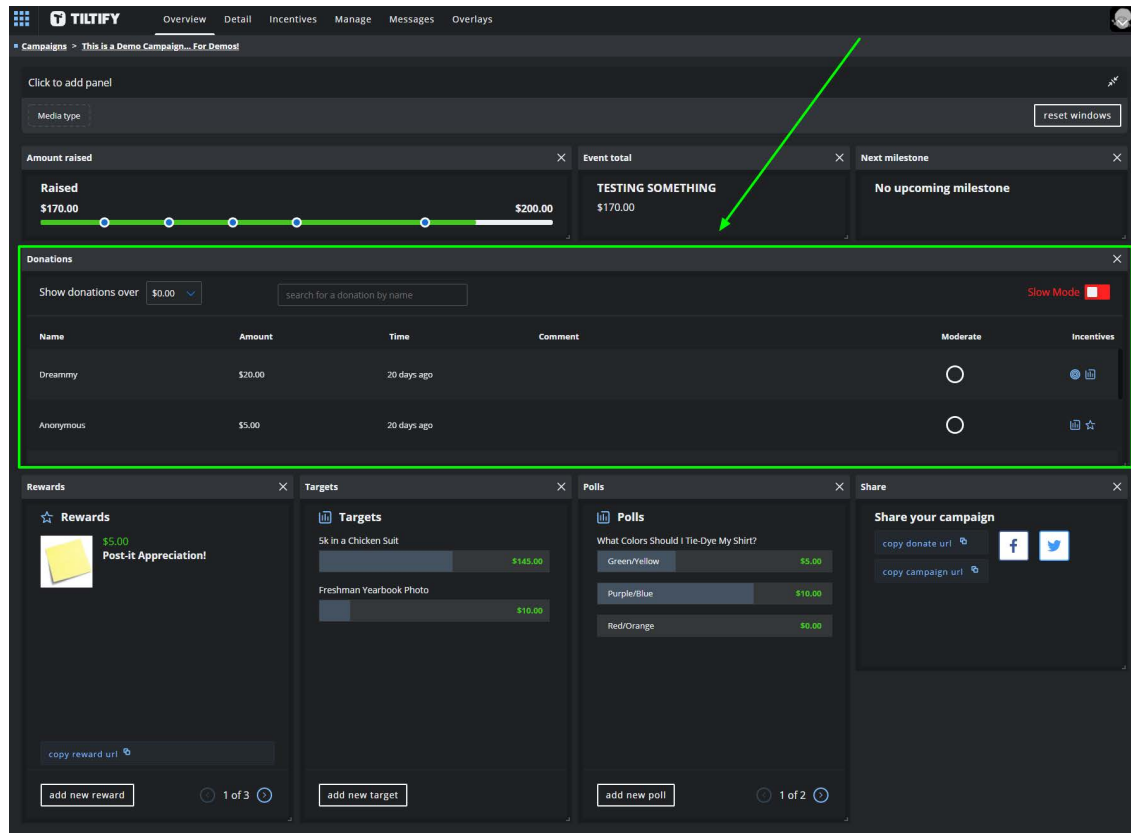 TILTIFY Overview Detail Incentives Manage Messages Overlays
Campaigns > This is a Demo Campaign... For Demos!
Click to add panel
Media type reset windows
Amount raised
Raised
$170.00 $200.00
Event total
TESTING SOMETHING
$170.00
Next milestone
No upcoming milestone
Donations
Show donations over $0.00 search for a donation by name Slow Mode
Name Amount Time Comment Moderate Incentives
Dreammy $20.00 20 days ago
Anonymous $5.00 20 days ago
Rewards
Rewards
$5.00
Post-it Appreciation!
copy reward url
add new reward 1 of 3
Targets
Targets
5k in a Chicken Suit
$145.00
Freshman Yearbook Photo
$10.00
add new target
Polls
Polls
What Colors Should I Tie-Dye My Shirt?
Green/Yellow $5.00
Purple/Blue $10.00
Red/Orange $0.00
add new poll 1 of 2
Share
Share your campaign
copy donate url
copy campaign url